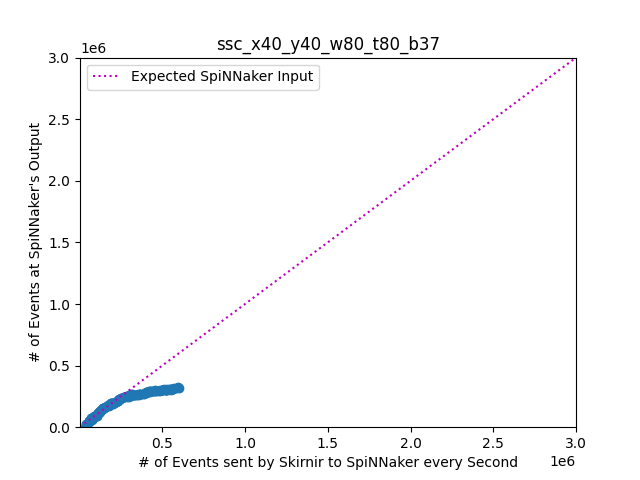 ssc_x40_y40_w80_t80_b37
1e6
3.0
Expected SpiNNaker Input
2.5
2.0
1.5
1.0
0.5
0.0
# of Events at SpiNNaker's Output
0.5 1.0 1.5 2.0 2.5 3.0
# of Events sent by Skirnir to SpiNNaker every Second
1e6